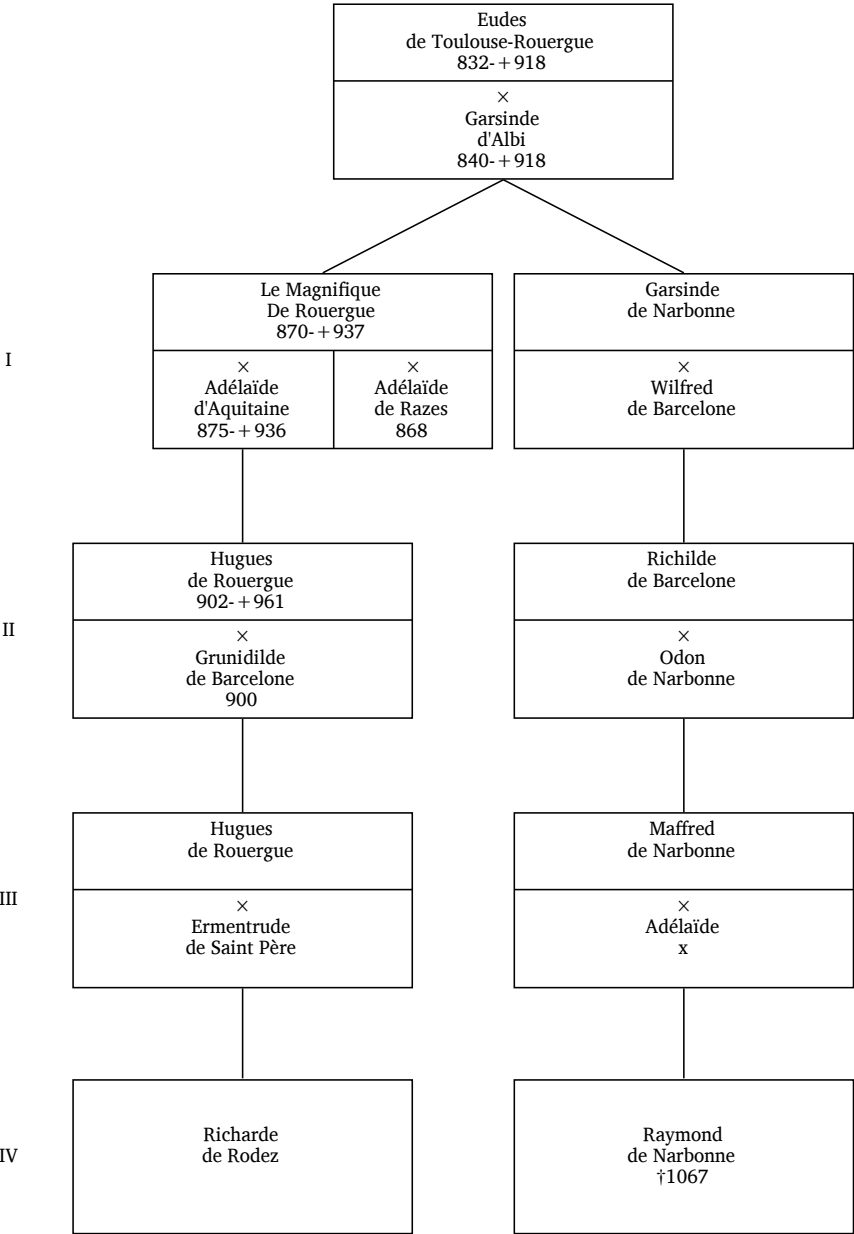 Eudes
de Toulouse-Rouergue
832-+918
×
Garsinde
d'Albi
840-+918
I
Le Magnifique
De Rouergue
870-+937
×
Adélaïde
d'Aquitaine
875-+936
×
Adélaïde
de Razes
868
Garsinde
de Narbonne
×
Wilfred
de Barcelone
II
Hugues
de Rouergue
902-+961
×
Grunidilde
de Barcelone
900
Richilde
de Barcelone
×
Odon
de Narbonne
III
Hugues
de Rouergue
×
Ermentrude
de Saint Père
Maffred
de Narbonne
×
Adélaïde
x
IV
Richarde
de Rodez
Raymond
de Narbonne
†1067